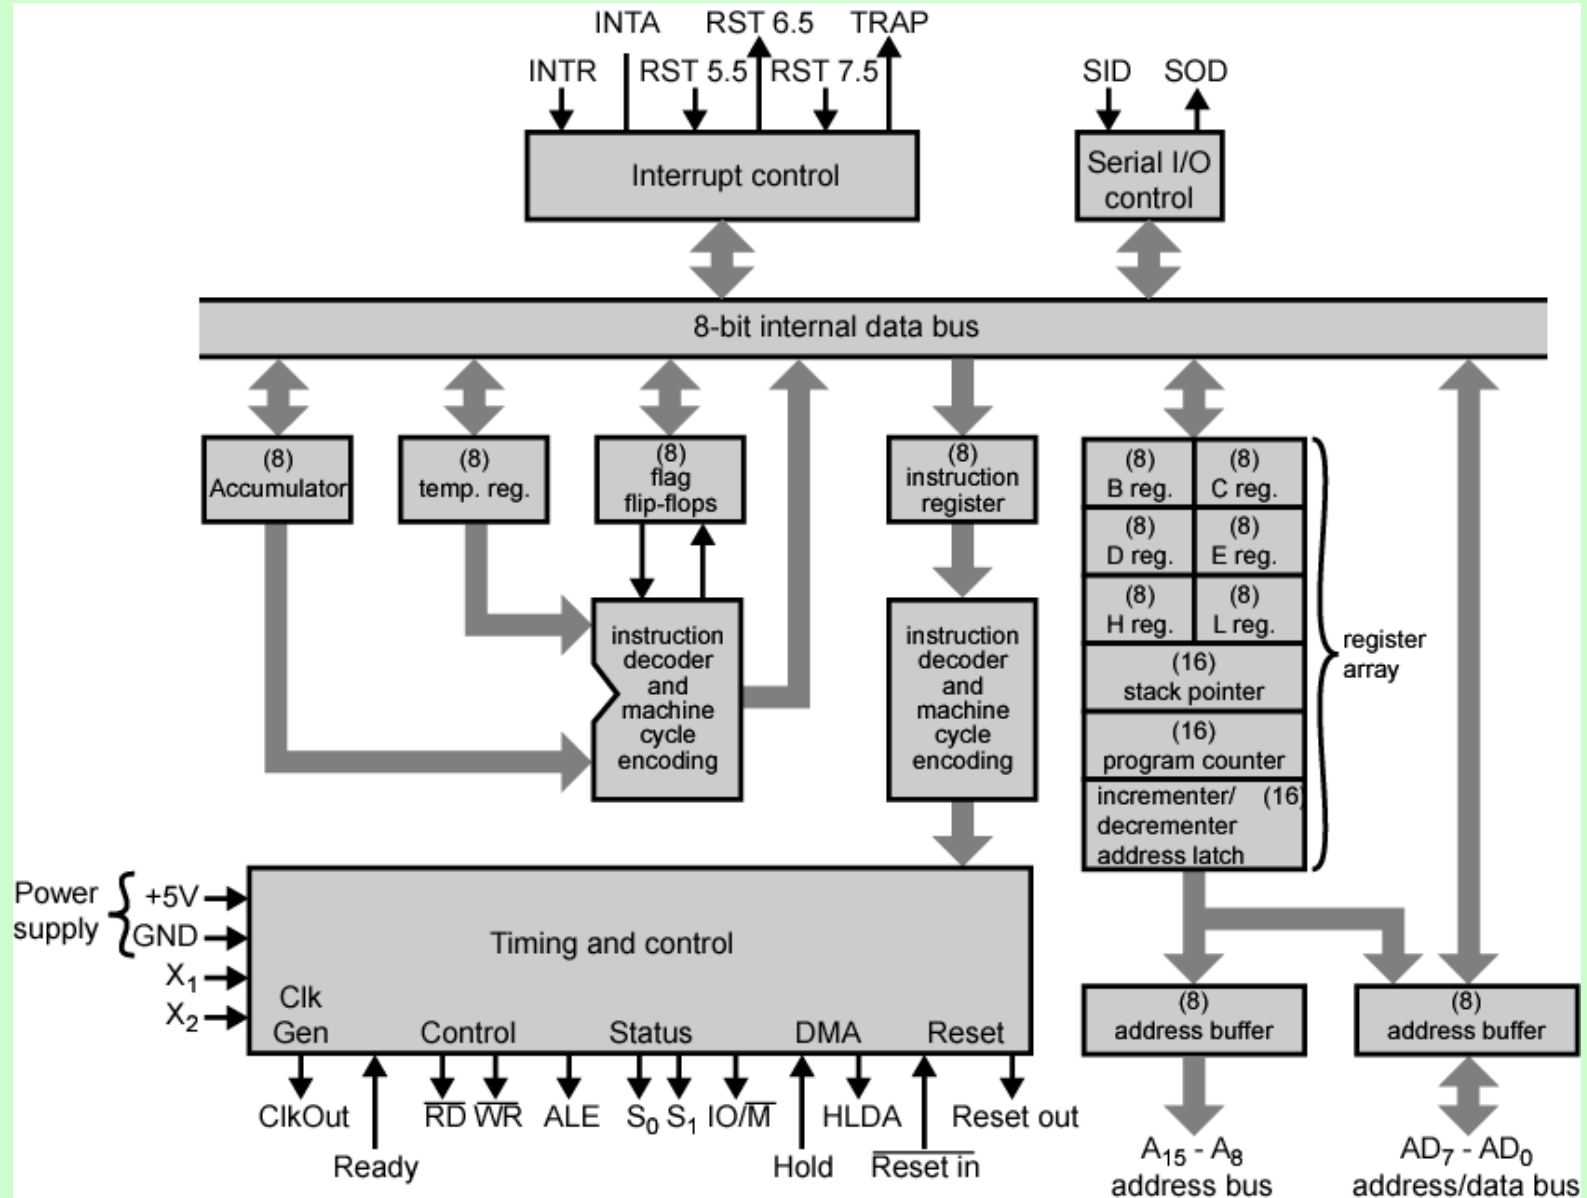 INTA RST 6.5 TRAP
INTR RST 5.5 RST 7.5
SID SOD
Interrupt control
Serial I/O
control
8-bit internal data bus
(8)
Accumulator
(8)
temp. reg.
(8)
flag
flip-flops
(8)
instruction
register
(8)
B reg.
(8)
C reg.
(8)
D reg.
(8)
E reg.
(8)
H reg.
(8)
L reg.
(16)
stack pointer
(16)
program counter
incrementer/ (16)
decrementer
address latch
register
array
instruction
decoder
and
machine
cycle
encoding
instruction
decoder
and
machine
cycle
encoding
Power
supply
+5V
GND
X₁
X₂
Timing and control
Clk
Gen
Control
Status
DMA
Reset
ClkOut
Ready
R̅D̅ W̅R̅
ALE
S₀ S₁ IO/M̅
Hold
HLDA
R̅e̅s̅e̅t̅ i̅n̅
Reset out
(8)
address buffer
(8)
address buffer
A₁₅ - A₈
address bus
AD₇ - AD₀
address/data bus